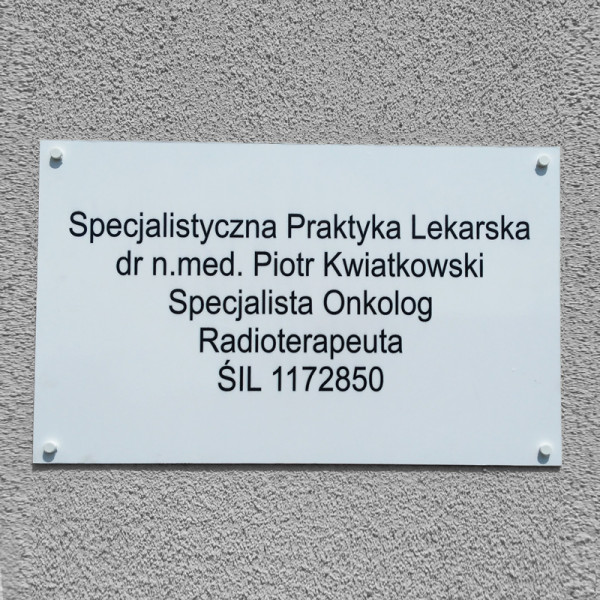 Specjalistyczna Praktyka Lekarska
dr n.med. Piotr Kwiatkowski
Specjalista Onkolog
Radioterapeuta
ŚIL 1172850